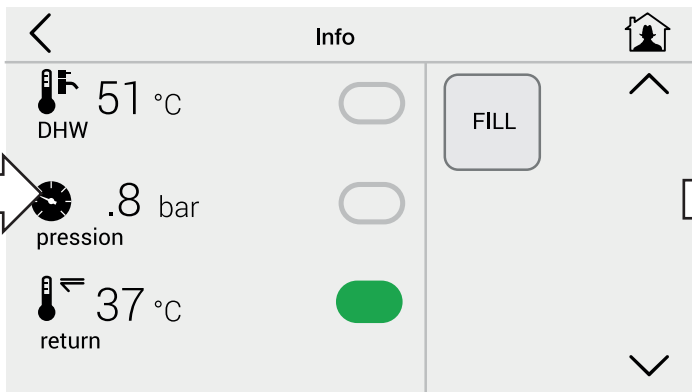 Info
51 °C
DHW
.8 bar
pression
37 °C
return
FILL